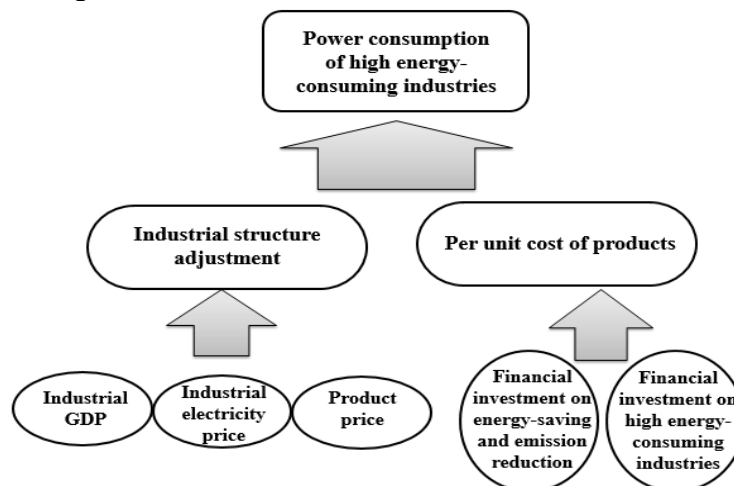 Power consumption
of high energy-
consuming industries
Industrial structure
adjustment
Per unit cost of products
Industrial
GDP
Industrial
electricity
price
Product
price
Financial
investment on
energy-saving
and emission
reduction
Financial
investment on
high energy-
consuming
industries